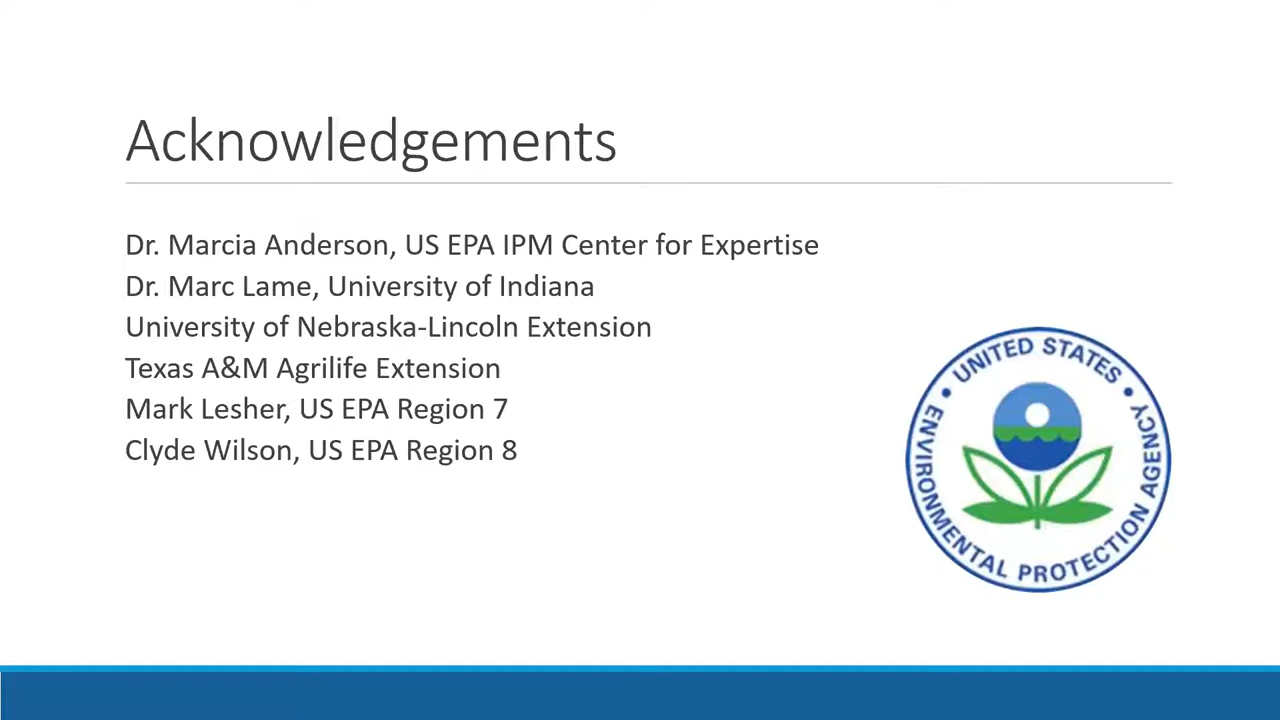 Acknowledgements
Dr. Marcia Anderson, US EPA IPM Center for Expertise
Dr. Marc Lame, University of Indiana
University of Nebraska-Lincoln Extension
Texas A&M Agrilife Extension
Mark Lesher, US EPA Region 7
Clyde Wilson, US EPA Region 8
• UNITED STATES •
ENVIRONMENTAL PROTECTION AGENCY